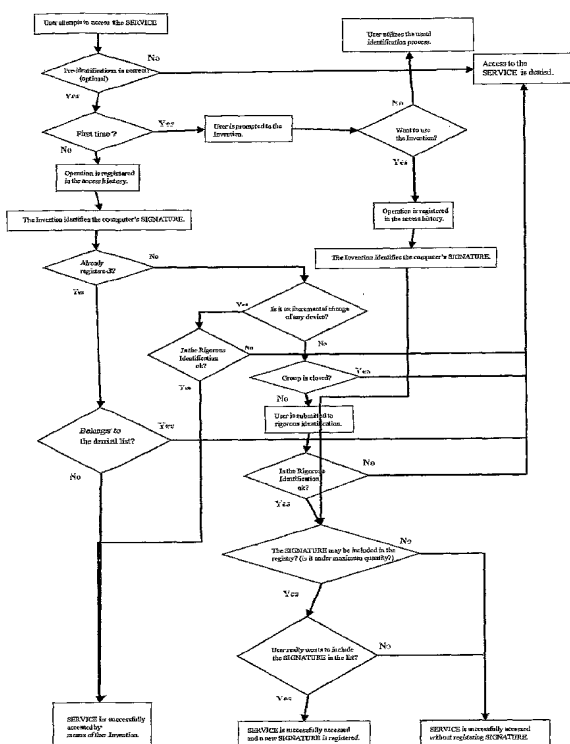 User attempts to access the SERVICE
User utilizes the usual
identification process.
Pre-identification is correct?
(optional)
No
Access to the
SERVICE is denied.
Yes
First time?
Yes
User is prompted to the
Invention.
Want to use
the Invention?
No
No
Yes
Operation is registered
in the access history.
Operation is registered
in the access history.
The Invention identifies the computer's SIGNATURE.
The Invention identifies the computer's SIGNATURE.
Already
registered?
No
Yes
Is it an incremental change
of any device?
Yes
No
Is the Rigorous
Identification
ok?
No
Yes
Group is closed?
Yes
No
User is submitted to
rigorous identification.
Belongs to
the denial list?
Yes
No
Is the Rigorous
Identification
ok?
No
Yes
The SIGNATURE may be included in the
registry? (is it under maximum quantity?)
No
Yes
User really wants to include
the SIGNATURE in the list?
No
Yes
SERVICE is successfully
accessed by
means of this Invention.
SERVICE is successfully accessed
and a new SIGNATURE is registered.
SERVICE is successfully accessed
without registering SIGNATURE.